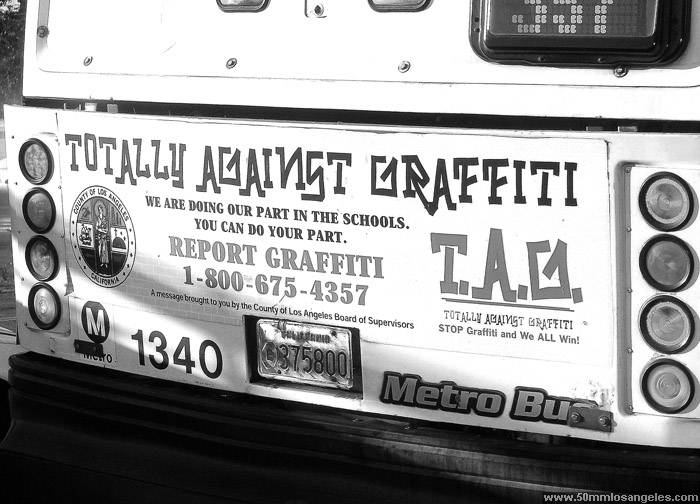 357
TOTALLY AGAINST GRAFFITI
WE ARE DOING OUR PART IN THE SCHOOLS.
YOU CAN DO YOUR PART.
REPORT GRAFFITI
1-800-675-4357
A message brought to you by the County of Los Angeles Board of Supervisors
COUNTY OF LOS ANGELES
CALIFORNIA
T.A.G.
TOTALLY AGAINST GRAFFITI
STOP Graffiti and We ALL Win!
M
Metro
1340
CALIFORNIA
375800
Metro Bus
www.50mmlosangeles.com